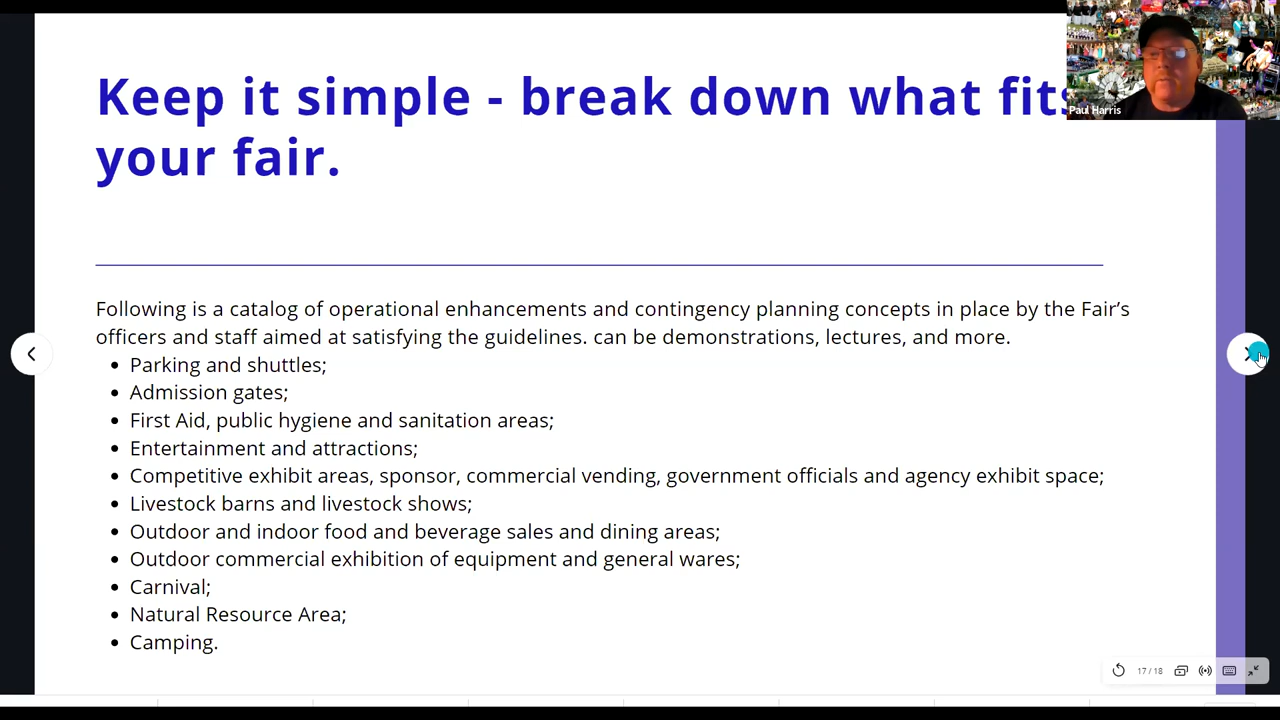 Keep it simple - break down what fits
your fair.
Paul Harris
Following is a catalog of operational enhancements and contingency planning concepts in place by the Fair’s
officers and staff aimed at satisfying the guidelines. can be demonstrations, lectures, and more.
• Parking and shuttles;
• Admission gates;
• First Aid, public hygiene and sanitation areas;
• Entertainment and attractions;
• Competitive exhibit areas, sponsor, commercial vending, government officials and agency exhibit space;
• Livestock barns and livestock shows;
• Outdoor and indoor food and beverage sales and dining areas;
• Outdoor commercial exhibition of equipment and general wares;
• Carnival;
• Natural Resource Area;
• Camping.
17 / 18